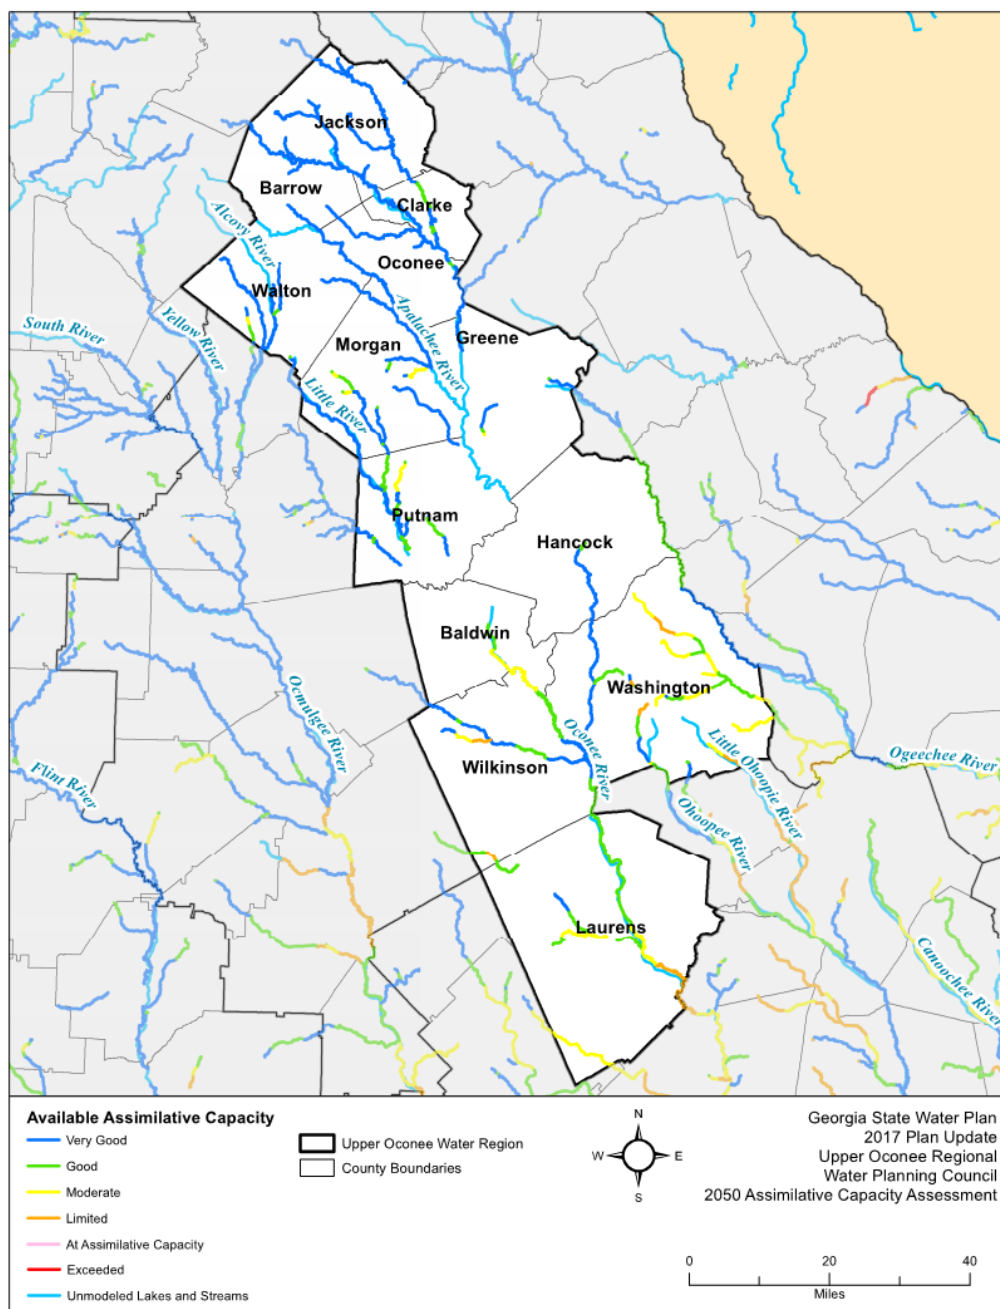 Jackson
Barrow
Clarke
Alcovy River
Oconee
Walton
Apalachee River
South River
Yellow River
Morgan
Greene
Little River
Putnam
Hancock
Baldwin
Washington
Ocmulgee River
Oconee River
Little Ohoopie River
Ogeechee River
Flint River
Wilkinson
Ohoopee River
Laurens
Canoochee River
Available Assimilative Capacity
Very Good
Good
Moderate
Limited
At Assimilative Capacity
Exceeded
Unmodeled Lakes and Streams
Upper Oconee Water Region
County Boundaries
N
W
E
S
Georgia State Water Plan
2017 Plan Update
Upper Oconee Regional
Water Planning Council
2050 Assimilative Capacity Assessment
0 20 40
Miles